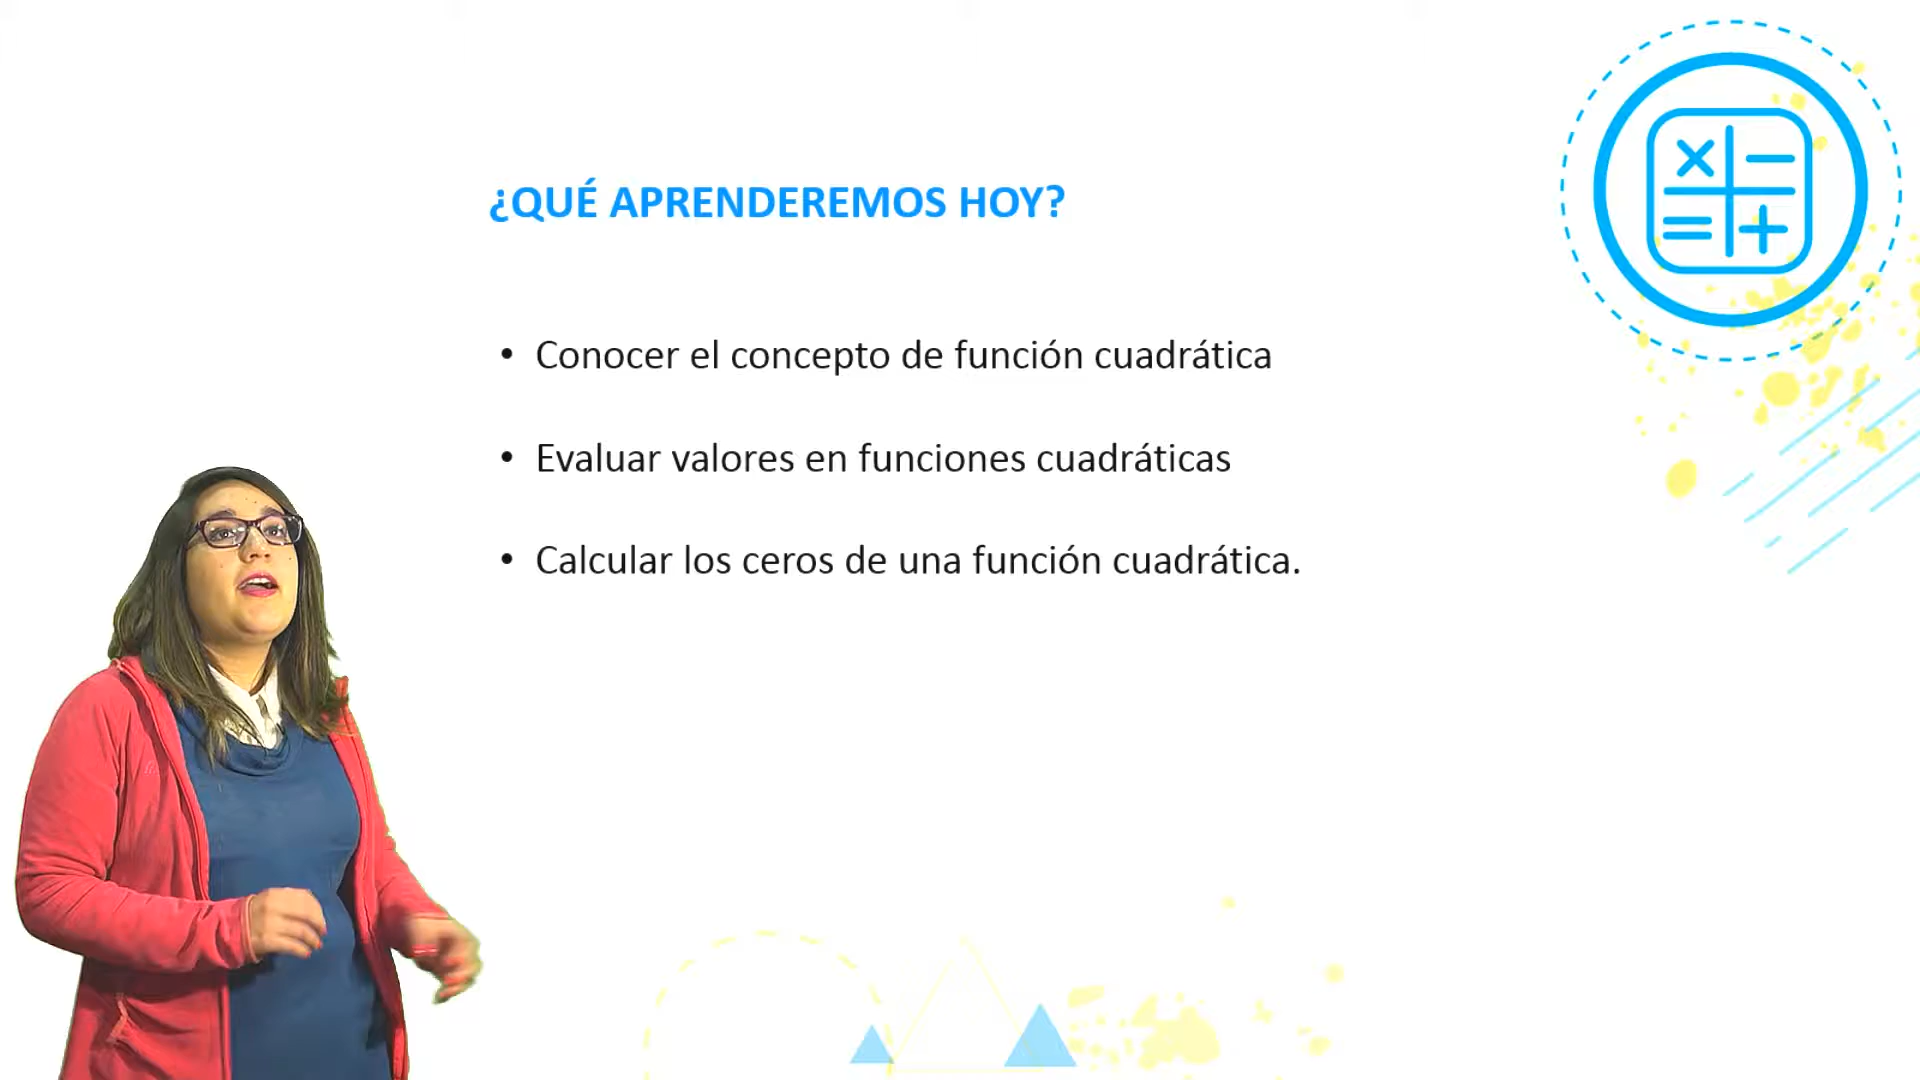 ¿QUÉ APRENDEREMOS HOY?
• Conocer el concepto de función cuadrática
• Evaluar valores en funciones cuadráticas
• Calcular los ceros de una función cuadrática.